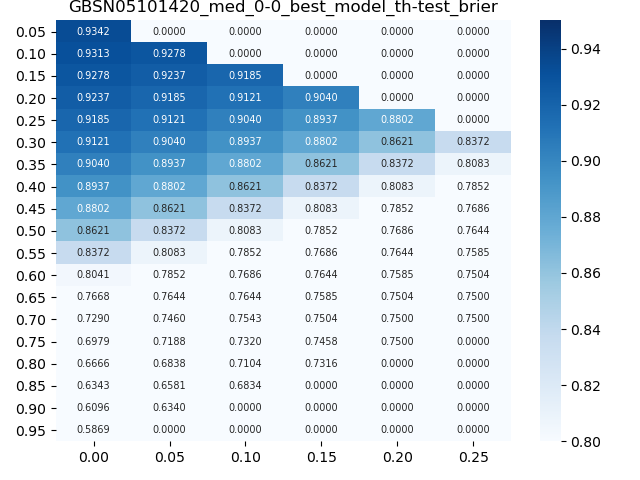 GBSN05101420_med_0-0_best_model_th-test_brier
0.05 0.9342 0.0000 0.0000 0.0000 0.0000 0.0000
0.10 0.9313 0.9278 0.0000 0.0000 0.0000 0.0000
0.15 0.9278 0.9237 0.9185 0.0000 0.0000 0.0000
0.20 0.9237 0.9185 0.9121 0.9040 0.0000 0.0000
0.25 0.9185 0.9121 0.9040 0.8937 0.8802 0.0000
0.30 0.9121 0.9040 0.8937 0.8802 0.8621 0.8372
0.35 0.9040 0.8937 0.8802 0.8621 0.8372 0.8083
0.40 0.8937 0.8802 0.8621 0.8372 0.8083 0.7852
0.45 0.8802 0.8621 0.8372 0.8083 0.7852 0.7686
0.50 0.8621 0.8372 0.8083 0.7852 0.7686 0.7644
0.55 0.8372 0.8083 0.7852 0.7686 0.7644 0.7585
0.60 0.8041 0.7852 0.7686 0.7644 0.7585 0.7504
0.65 0.7668 0.7644 0.7644 0.7585 0.7504 0.7500
0.70 0.7290 0.7460 0.7543 0.7504 0.7500 0.7500
0.75 0.6979 0.7188 0.7320 0.7458 0.7500 0.0000
0.80 0.6666 0.6838 0.7104 0.7316 0.0000 0.0000
0.85 0.6343 0.6581 0.6834 0.0000 0.0000 0.0000
0.90 0.6096 0.6340 0.0000 0.0000 0.0000 0.0000
0.95 0.5869 0.0000 0.0000 0.0000 0.0000 0.0000
0.00 0.05 0.10 0.15 0.20 0.25
0.94
0.92
0.90
0.88
0.86
0.84
0.82
0.80